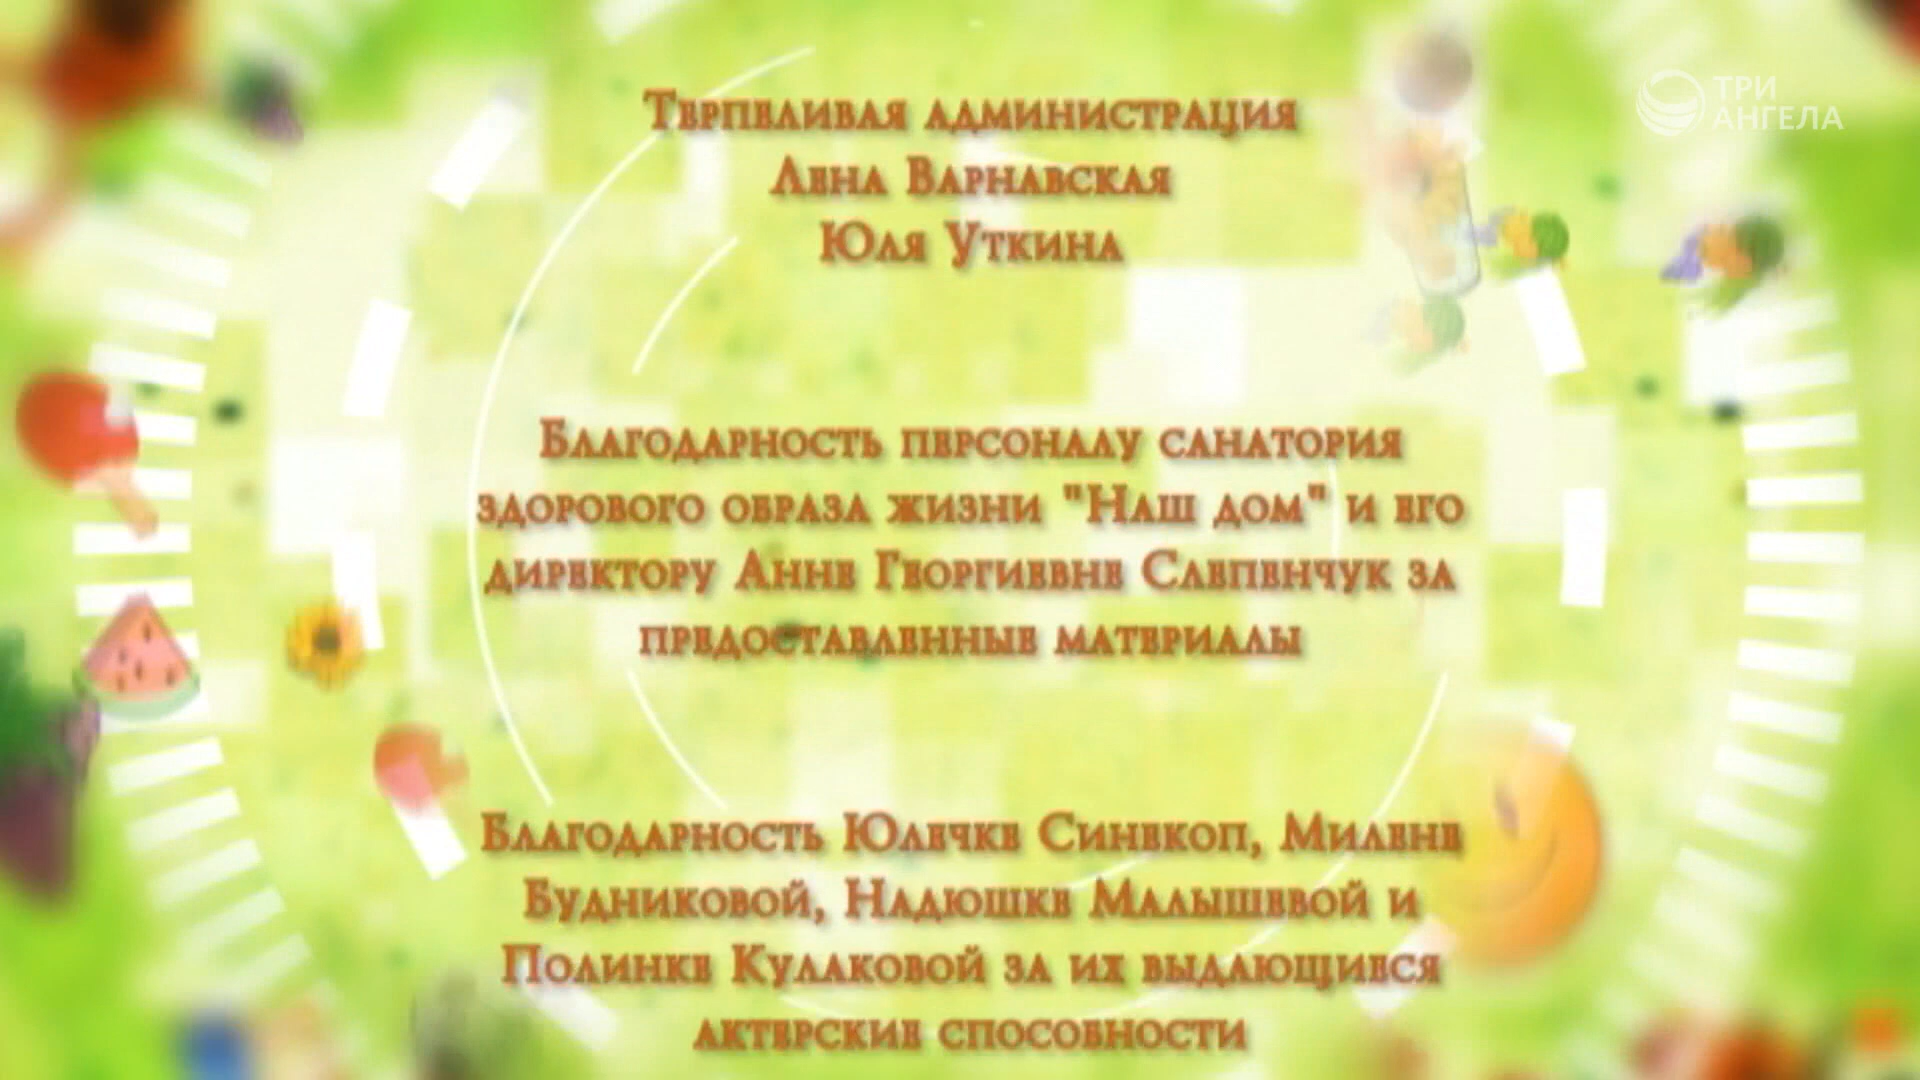 ТРИ
АНГЕЛА
Терпеливая администрация
Лена Варнавская
Юля Уткина
Благодарность персоналу санатория
здорового образа жизни "Наш дом" и его
директору Анне Георгиевне Слепенчук за
предоставленные материалы
Благодарность Юлечке Синекоп, Милене
Будниковой, Надюшке Малышевой и
Полинке Кулаковой за их выдающиеся
актерские способности